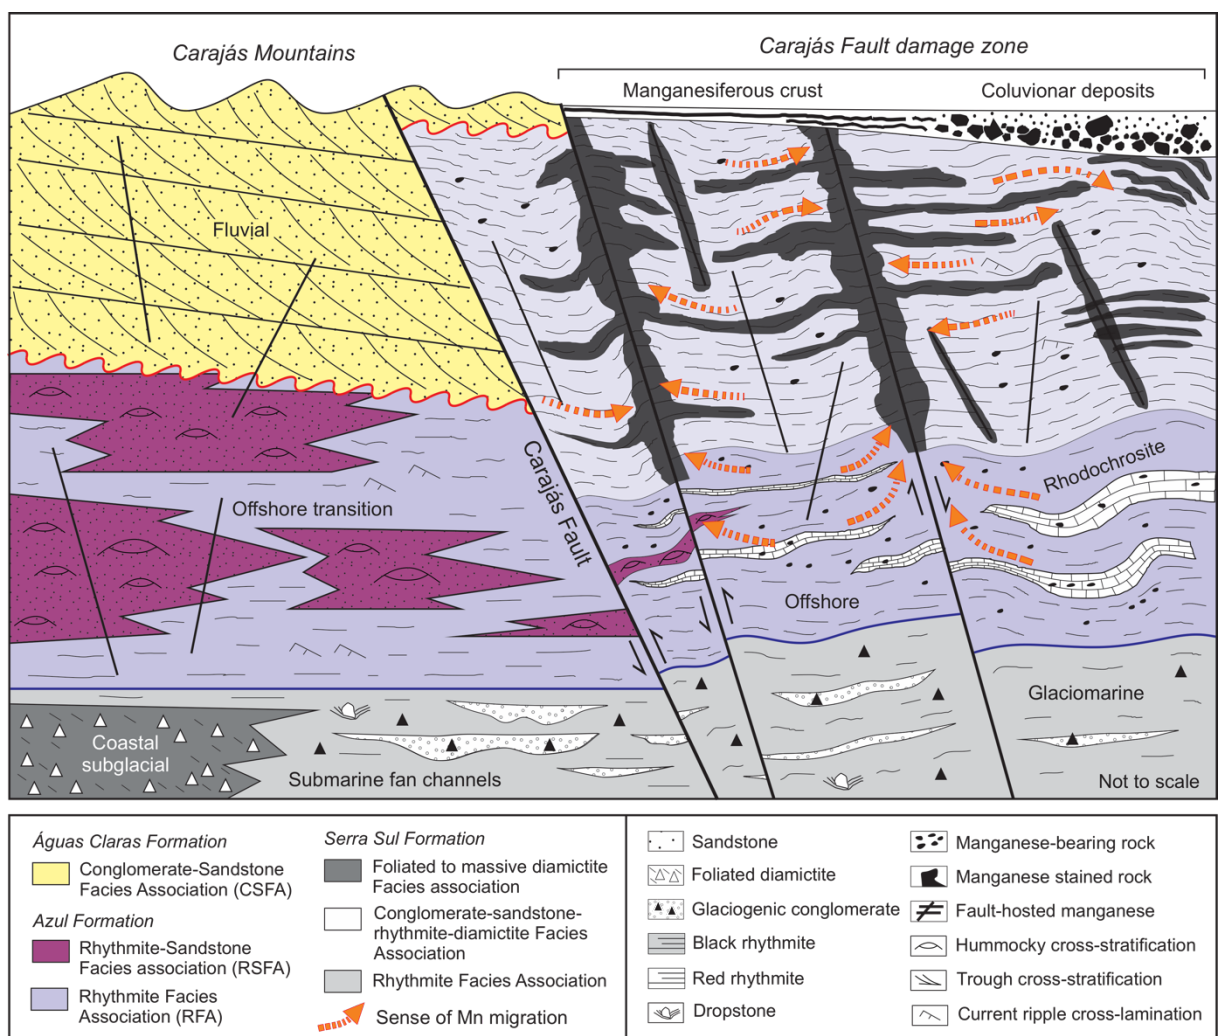 Carajás Mountains
Carajás Fault damage zone
Manganesiferous crust
Coluvionar deposits
Fluvial
Carajás Fault
Rhodochrosite
Offshore transition
Offshore
Glaciomarine
Coastal
subglacial
Submarine fan channels
Not to scale
Águas Claras Formation
Conglomerate-Sandstone
Facies Association (CSFA)
Azul Formation
Rhythmite-Sandstone
Facies association (RSFA)
Rhythmite Facies
Association (RFA)
Serra Sul Formation
Foliated to massive diamictite
Facies association
Conglomerate-sandstone-
rhythmite-diamictite Facies
Association
Rhythmite Facies Association
Sense of Mn migration
Sandstone
Foliated diamictite
Glaciogenic conglomerate
Black rhythmite
Red rhythmite
Dropstone
Manganese-bearing rock
Manganese stained rock
Fault-hosted manganese
Hummocky cross-stratification
Trough cross-stratification
Current ripple cross-lamination